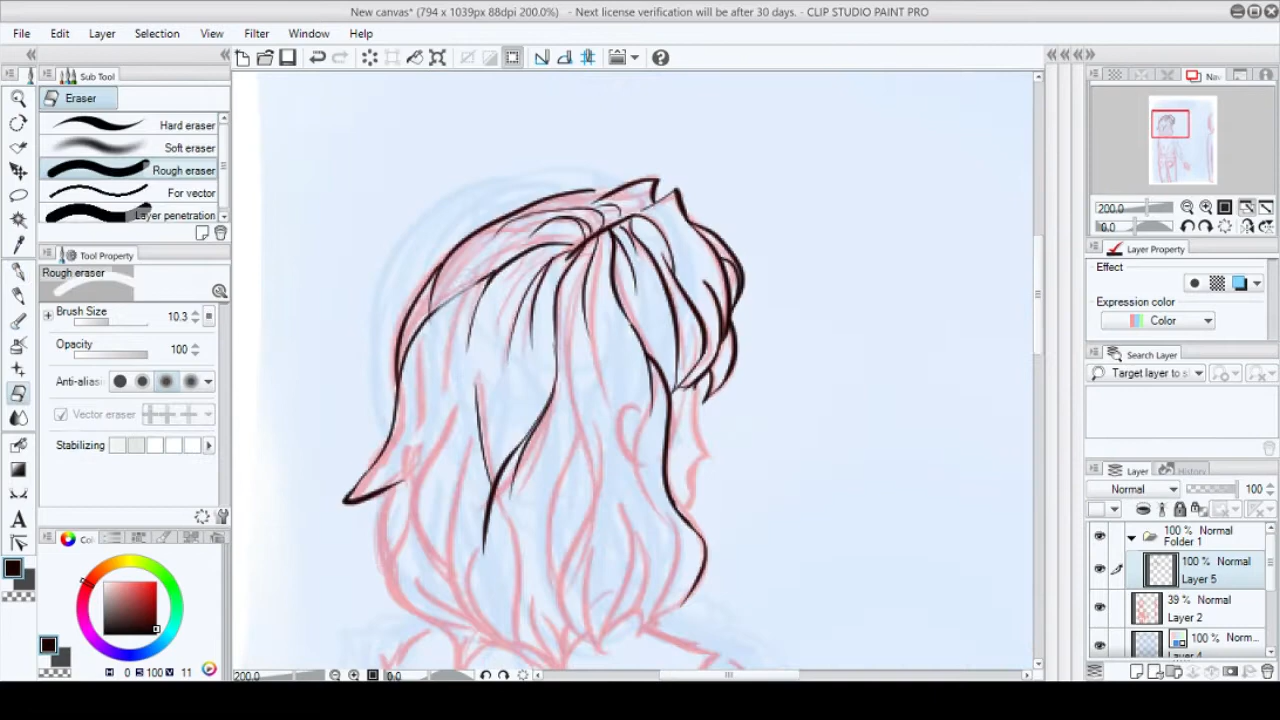 New canvas* (794 x 1039px 88dpi 200.0%) - Next license verification will be after 30 days. - CLIP STUDIO PAINT PRO
File Edit Layer Selection View Filter Window Help
Sub Tool
Eraser
Hard eraser
Soft eraser
Rough eraser
For vector
Layer penetration
Tool Property
Rough eraser
Brush Size 10.3
Opacity 100
Anti-alias
Vector eraser
Stabilizing
A
H 0 S 100 V 11
200.0 0.0
Nav
200.0
0.0
Layer Property
Effect
Expression color
Color
Search Layer
Target layer to s
Layer History
Normal 100
100 % Normal
Folder 1
100 % Normal
Layer 5
39 % Normal
Layer 2
100 % Norm...